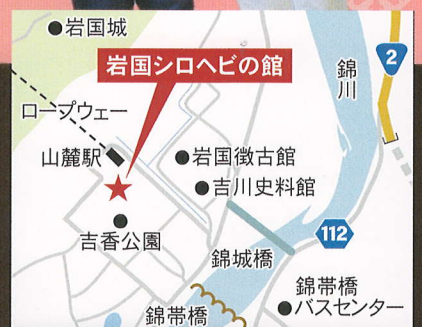 岩国城
岩国シロヘビの館
2
錦川
ロープウェー
山麓駅
岩国徴古館
吉川史料館
吉香公園
112
錦城橋
錦帯橋
錦帯橋
バスセンター